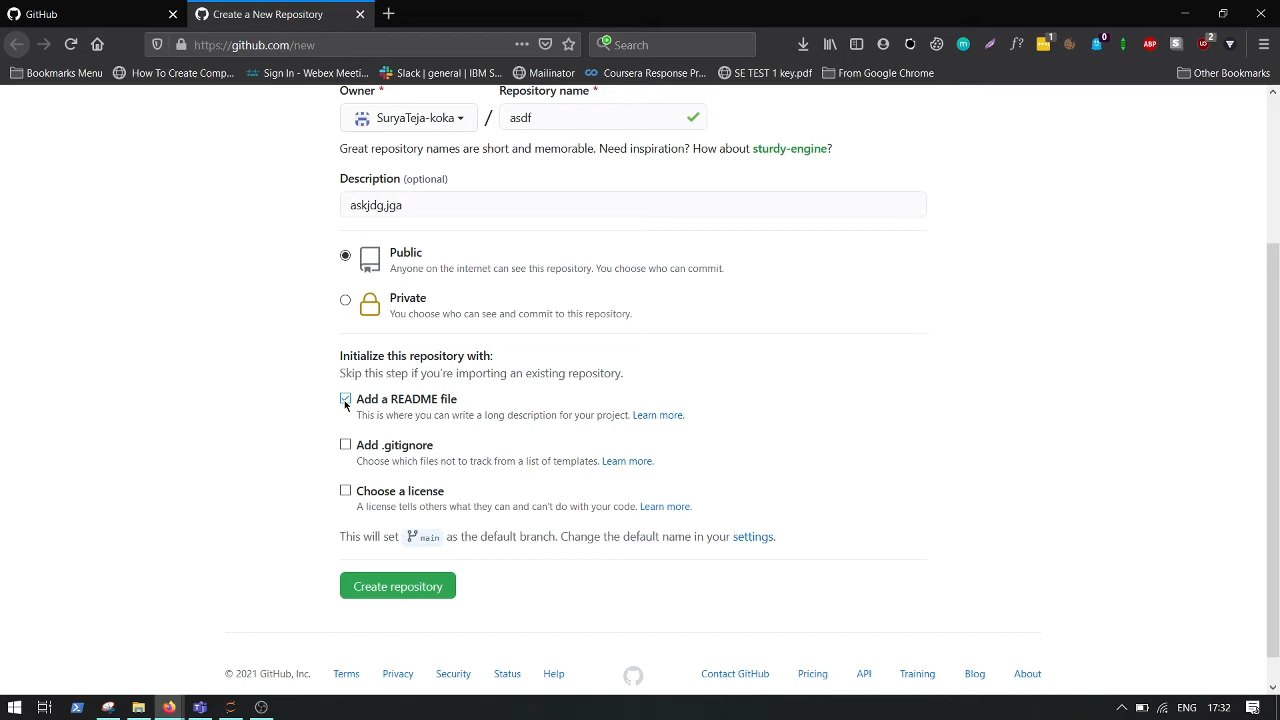 GitHub
Create a New Repository
https://github.com/new
Search
1
0
ABP
2
Bookmarks Menu
How To Create Comp...
Sign In - Webex Meeti...
Slack | general | IBM S...
Mailinator
Coursera Response Pr...
SE TEST 1 key.pdf
From Google Chrome
Other Bookmarks
Owner *
Repository name *
SuryaTeja-koka
/
asdf
Great repository names are short and memorable. Need inspiration? How about sturdy-engine?
Description (optional)
askjdg,jga
Public
Anyone on the internet can see this repository. You choose who can commit.
Private
You choose who can see and commit to this repository.
Initialize this repository with:
Skip this step if you're importing an existing repository.
Add a README file
This is where you can write a long description for your project. Learn more.
Add .gitignore
Choose which files not to track from a list of templates. Learn more.
Choose a license
A license tells others what they can and can't do with your code. Learn more.
This will set main as the default branch. Change the default name in your settings.
Create repository
© 2021 GitHub, Inc.
Terms
Privacy
Security
Status
Help
Contact GitHub
Pricing
API
Training
Blog
About
ENG
17:32